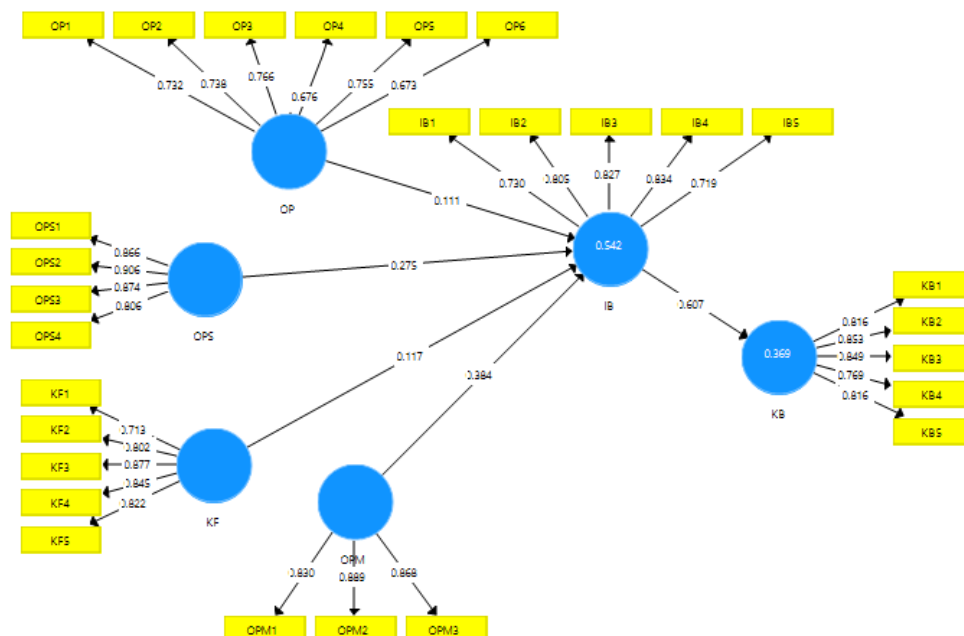 OP1 OP2 OP3 OP4 OP5 OP6
0.732 0.738 0.766 0.676 0.755 0.673
OP
IB1 IB2 IB3 IB4 IB5
0.730 0.805 0.827 0.834 0.719
0.111
0.542
IB
OPS1
OPS2
OPS3
OPS4
0.866
0.906
0.874
0.806
OPS
0.275
0.607
KB1
KB2
KB3
KB4
KB5
0.816
0.853
0.849
0.769
0.816
0.369
KB
0.117
0.384
KF1
KF2
KF3
KF4
KF5
0.713
0.802
0.877
0.845
0.822
KF
OPM
0.830 0.889 0.868
OPM1 OPM2 OPM3